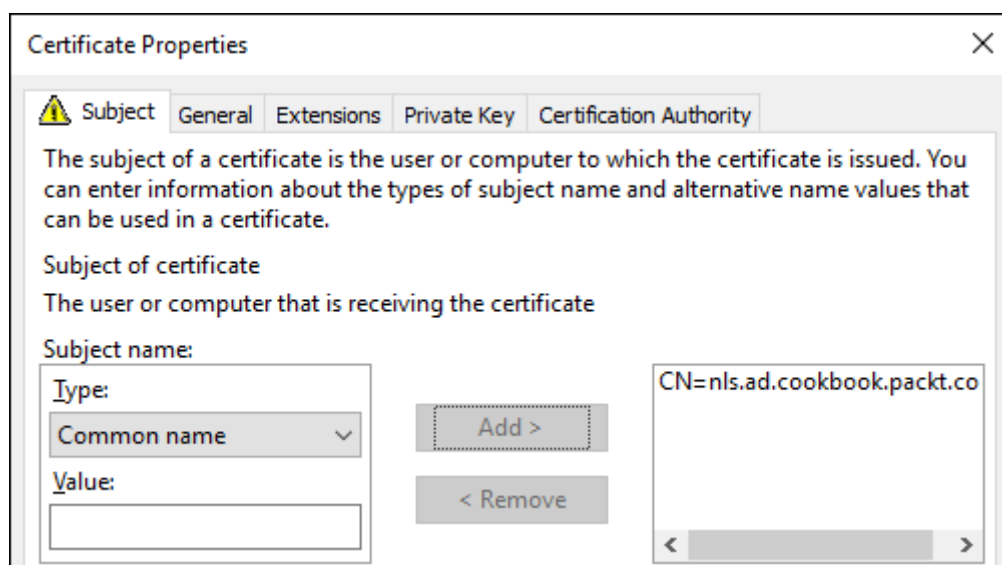 Certificate Properties
Subject General Extensions Private Key Certification Authority
The subject of a certificate is the user or computer to which the certificate is issued. You
can enter information about the types of subject name and alternative name values that
can be used in a certificate.
Subject of certificate
The user or computer that is receiving the certificate
Subject name:
Type:
Common name
Value:
Add >
< Remove
CN=nls.ad.cookbook.packt.co